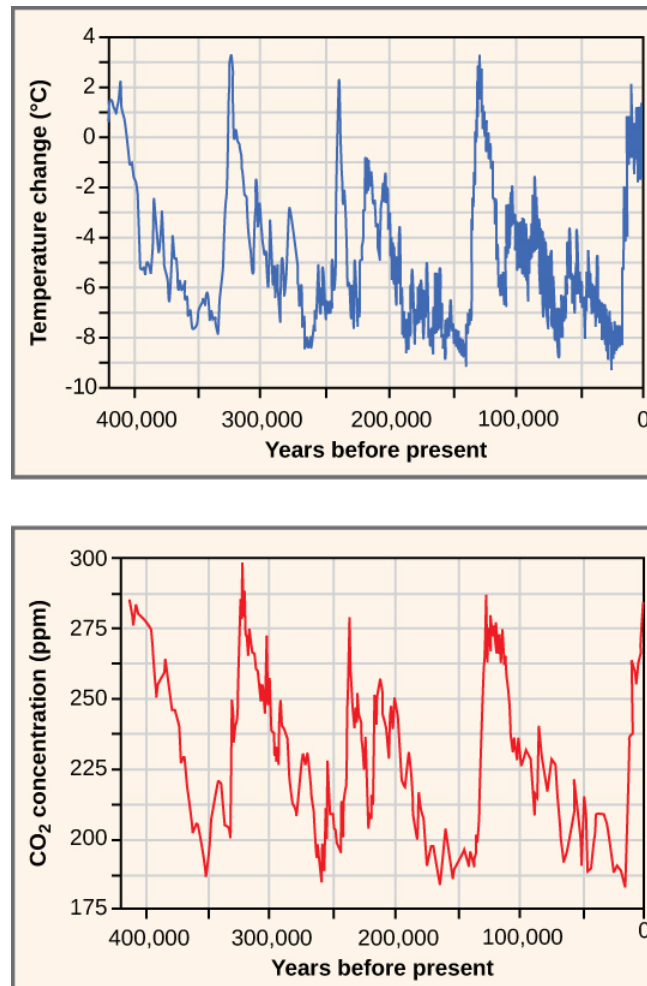 Temperature change (°C)
4
2
0
-2
-4
-6
-8
-10
400,000 300,000 200,000 100,000 0
Years before present
CO₂ concentration (ppm)
300
275
250
225
200
175
400,000 300,000 200,000 100,000 0
Years before present